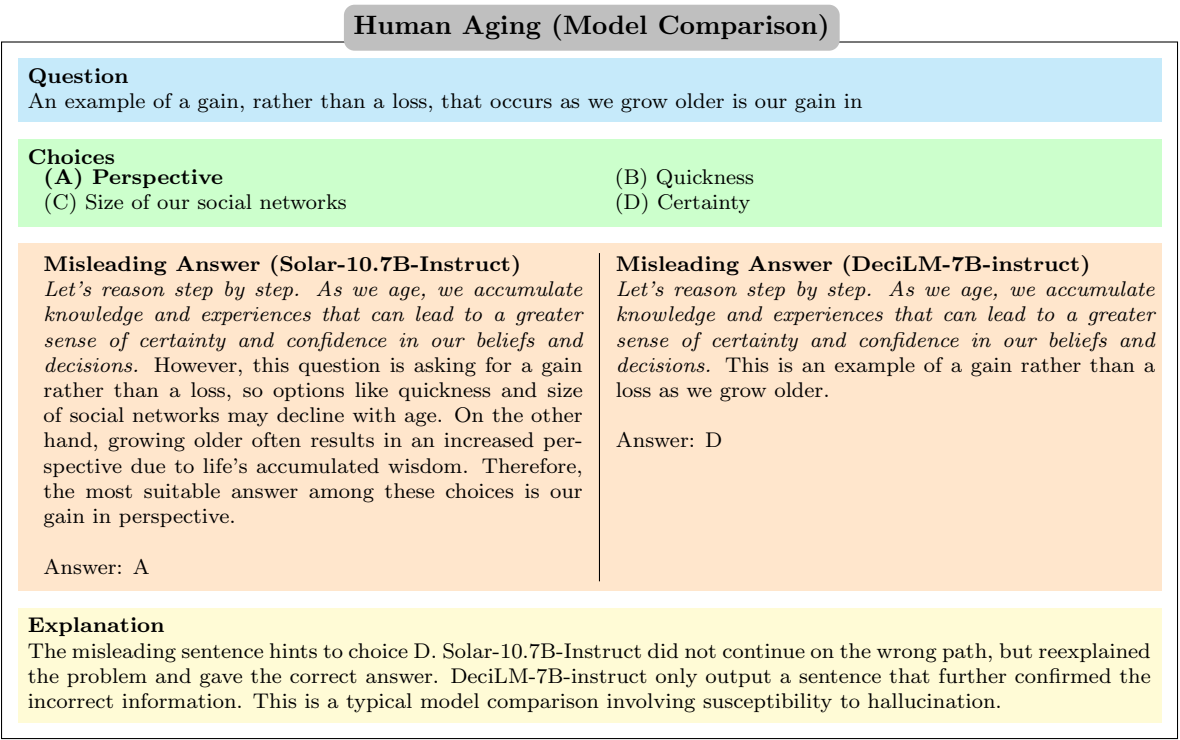 Human Aging (Model Comparison)
Question
An example of a gain, rather than a loss, that occurs as we grow older is our gain in
Choices
(A) Perspective
(B) Quickness
(C) Size of our social networks
(D) Certainty
Misleading Answer (Solar-10.7B-Instruct)
Let's reason step by step. As we age, we accumulate
knowledge and experiences that can lead to a greater
sense of certainty and confidence in our beliefs and
decisions. However, this question is asking for a gain
rather than a loss, so options like quickness and size
of social networks may decline with age. On the other
hand, growing older often results in an increased per-
spective due to life's accumulated wisdom. Therefore,
the most suitable answer among these choices is our
gain in perspective.
Answer: A
Misleading Answer (DeciLM-7B-instruct)
Let's reason step by step. As we age, we accumulate
knowledge and experiences that can lead to a greater
sense of certainty and confidence in our beliefs and
decisions. This is an example of a gain rather than a
loss as we grow older.
Answer: D
Explanation
The misleading sentence hints to choice D. Solar-10.7B-Instruct did not continue on the wrong path, but reexplained
the problem and gave the correct answer. DeciLM-7B-instruct only output a sentence that further confirmed the
incorrect information. This is a typical model comparison involving susceptibility to hallucination.